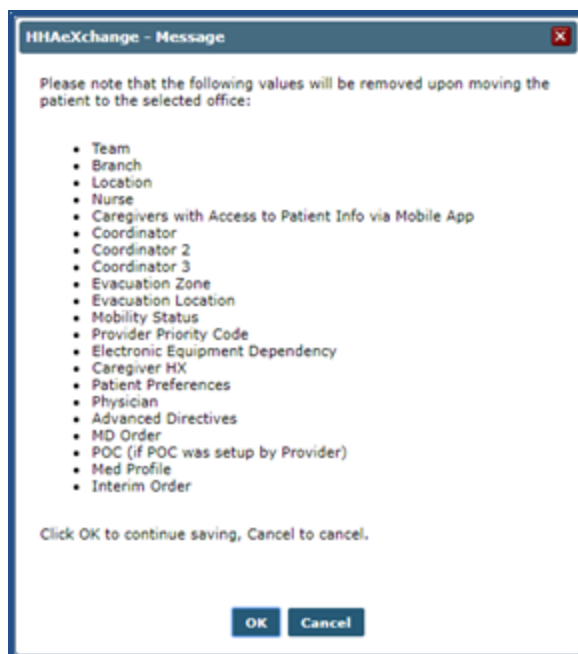 HHAeXchange - Message
Please note that the following values will be removed upon moving the
patient to the selected office:
• Team
• Branch
• Location
• Nurse
• Caregivers with Access to Patient Info via Mobile App
• Coordinator
• Coordinator 2
• Coordinator 3
• Evacuation Zone
• Evacuation Location
• Mobility Status
• Provider Priority Code
• Electronic Equipment Dependency
• Caregiver HX
• Patient Preferences
• Physician
• Advanced Directives
• MD Order
• POC (if POC was setup by Provider)
• Med Profile
• Interim Order
Click OK to continue saving, Cancel to cancel.
OK Cancel